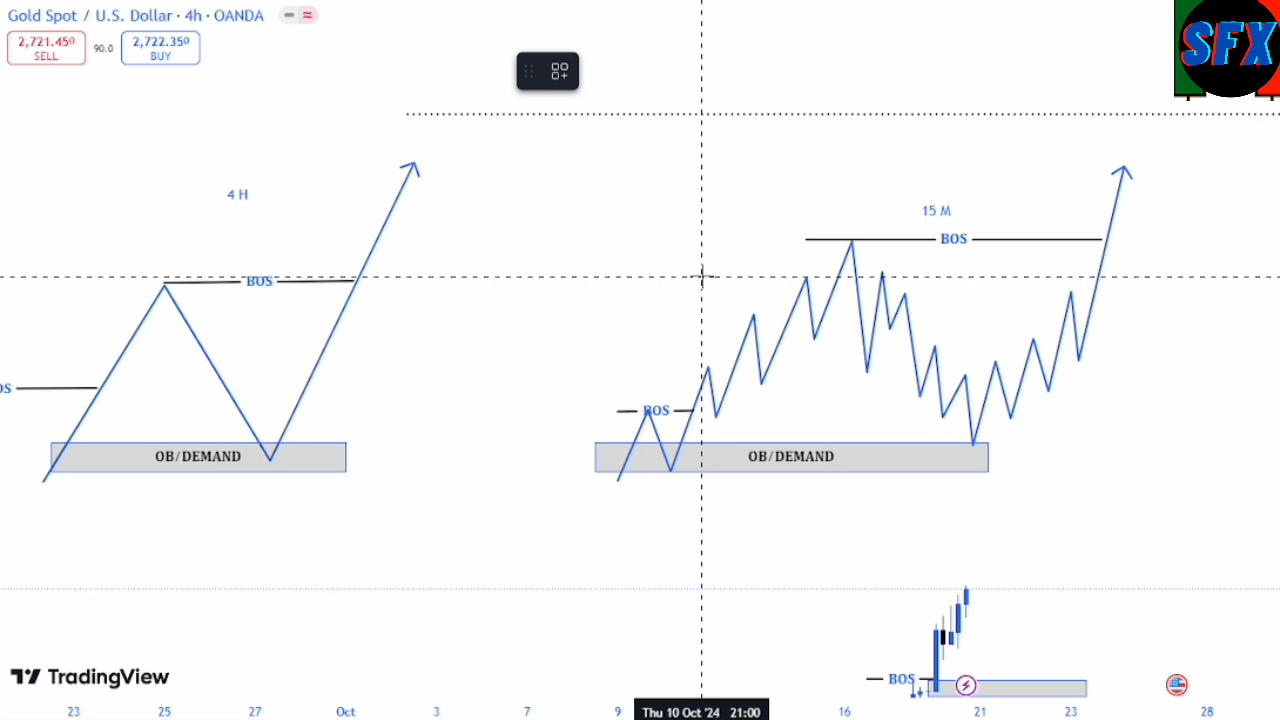 Gold Spot / U.S. Dollar · 4h · OANDA
2,721.450
SELL
90.0
2,722.350
BUY
SFX
4 H
15 M
BOS
BOS
OS
BOS
OB/DEMAND
OB/DEMAND
BOS
TradingView
23
25
27
Oct
3
7
9
Thu 10 Oct '24 21:00
16
21
23
28